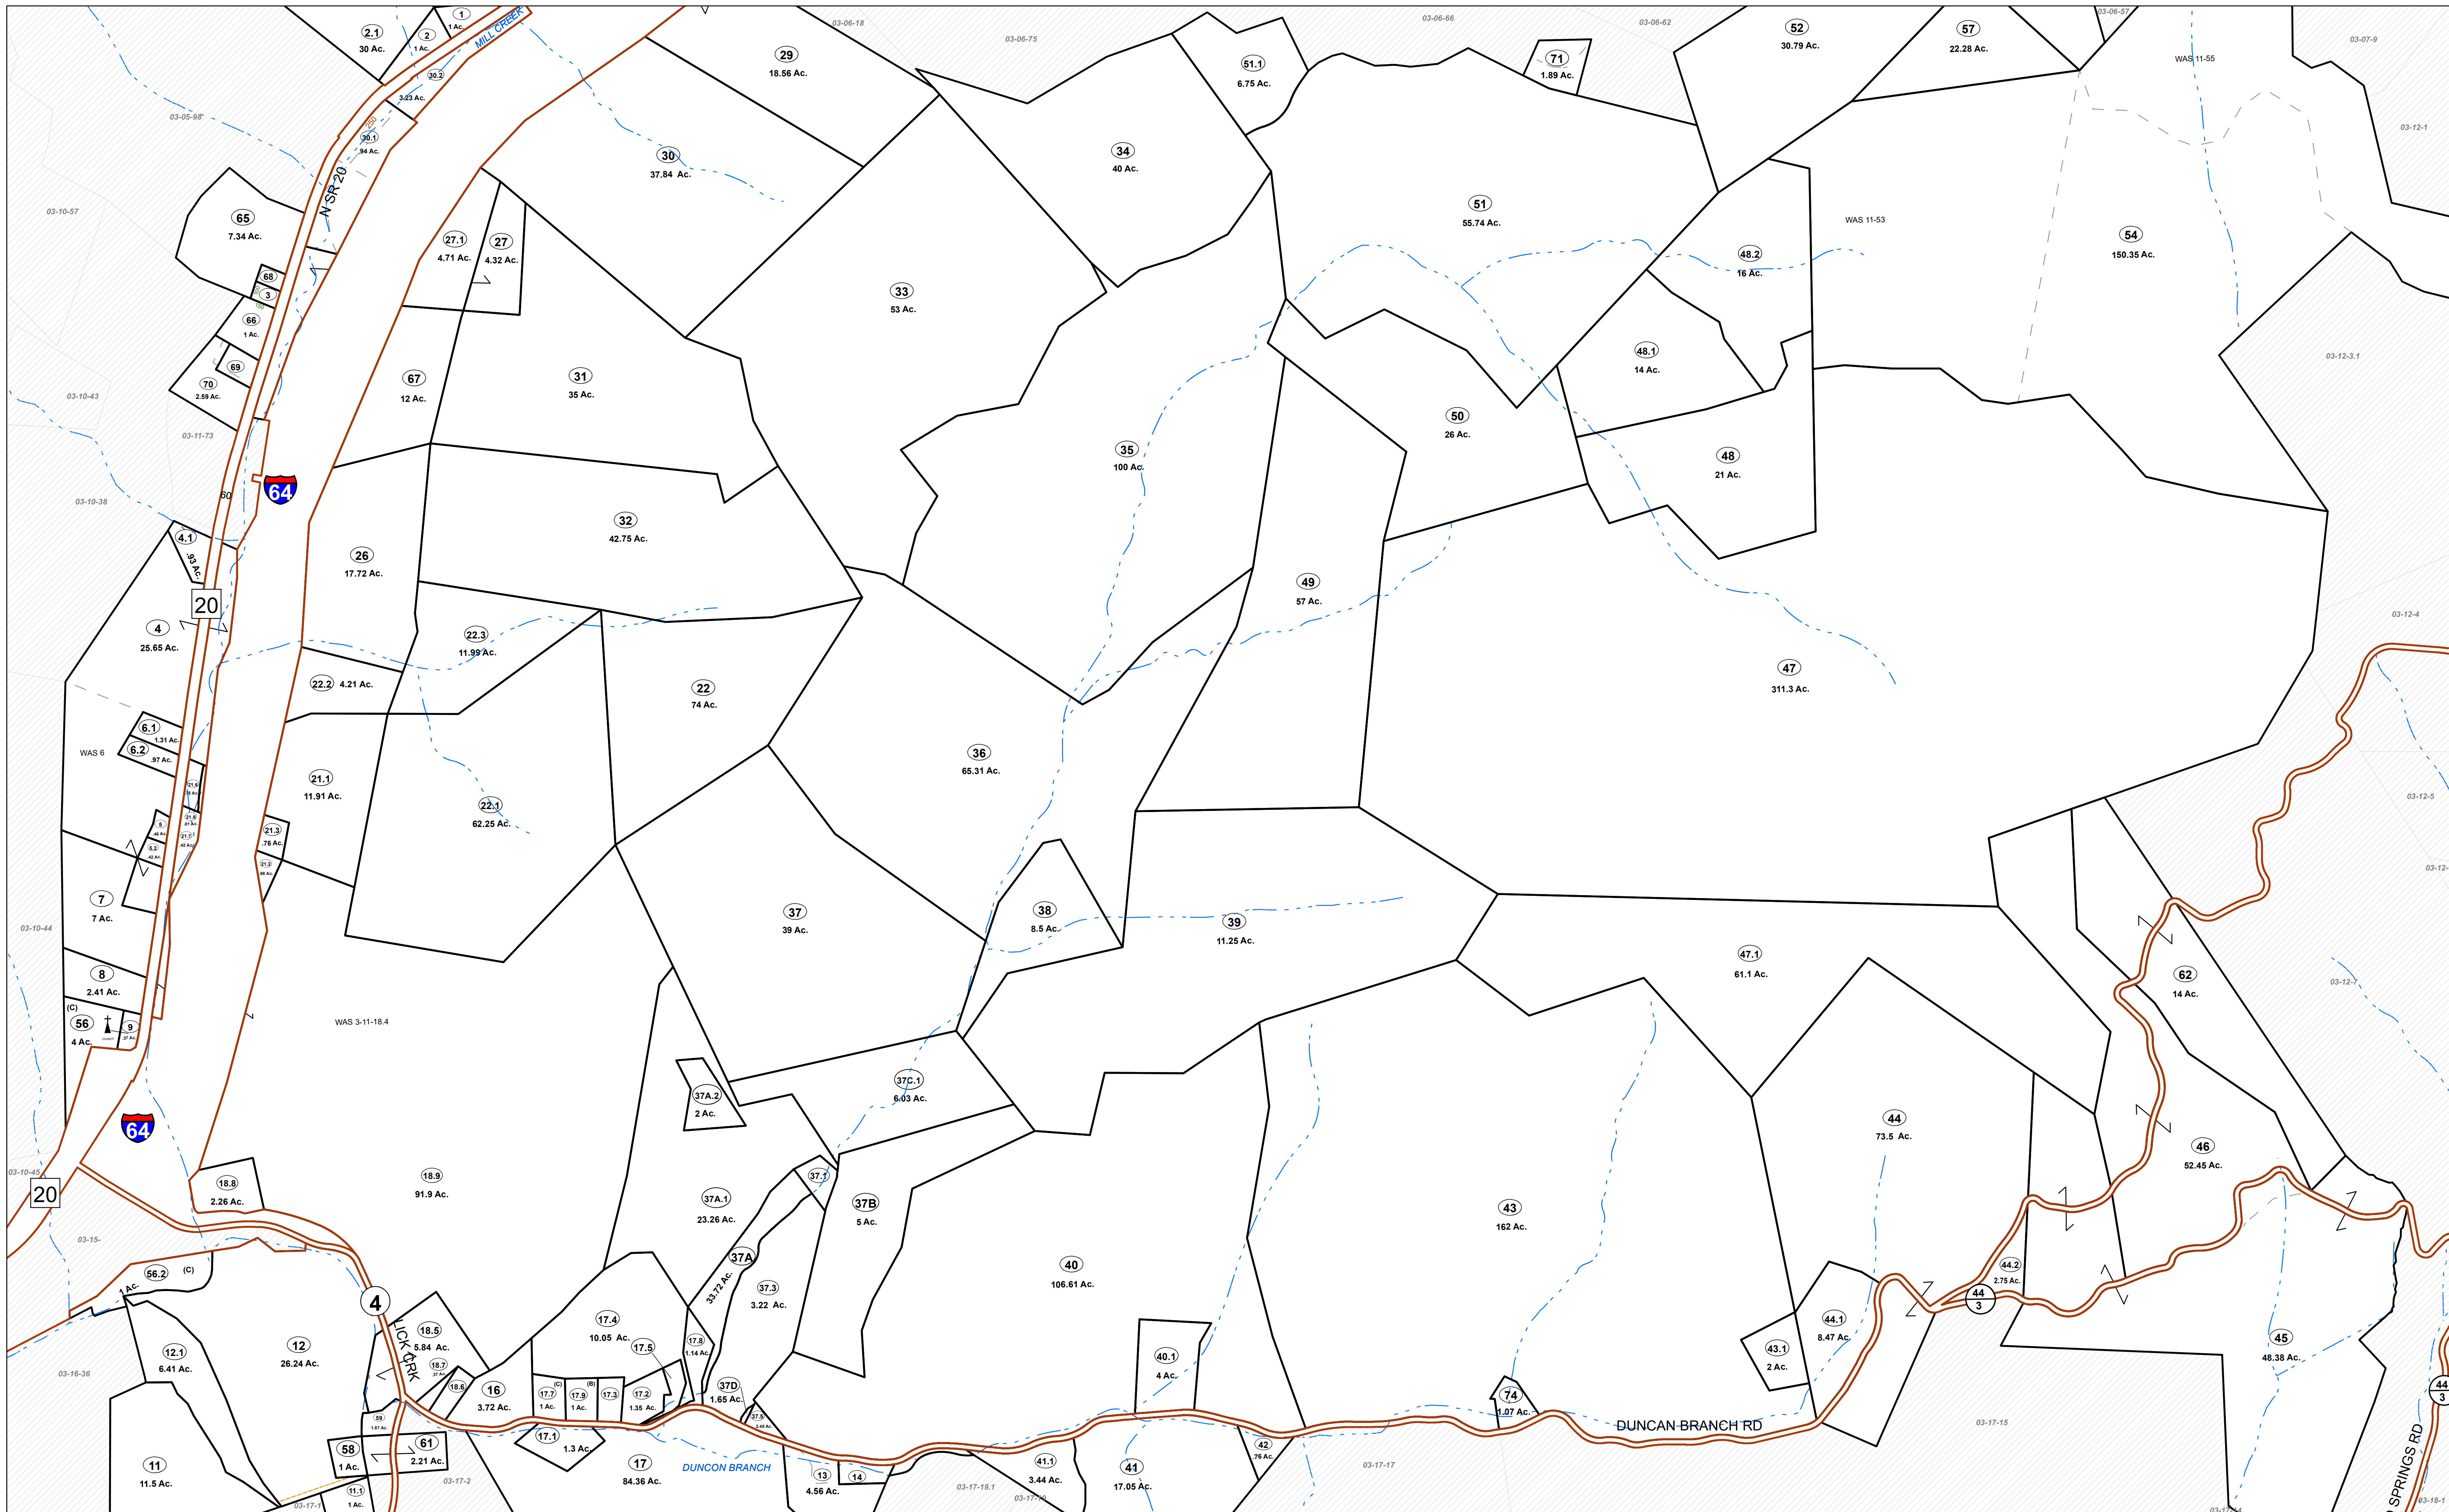 1
1 Ac.
2.1
30 Ac.
2
1 Ac.
MILL CREEK
03-06-18
03-06-75
03-06-66
03-06-62
03-06-57
52
30.79 Ac.
57
22.28 Ac.
03-07-9
WAS 11-55
29
18.56 Ac.
51.1
6.75 Ac.
71
1.89 Ac.
30.2
3.23 Ac.
03-05-98
250
30.1
.94 Ac.
03-12-1
30
37.84 Ac.
34
40 Ac.
N SR 20
03-10-57
65
7.34 Ac.
51
55.74 Ac.
WAS 11-53
54
150.35 Ac.
27.1
4.71 Ac.
27
4.32 Ac.
48.2
16 Ac.
68
3
33
53 Ac.
66
1 Ac.
48.1
14 Ac.
03-12-3.1
69
70
2.59 Ac.
67
12 Ac.
31
35 Ac.
03-10-43
50
26 Ac.
03-11-73
35
100 Ac.
48
21 Ac.
64
60
03-10-38
32
42.75 Ac.
4.1
.93 Ac.
26
17.72 Ac.
49
57 Ac.
20
03-12-4
4
25.65 Ac.
22.3
11.99 Ac.
47
311.3 Ac.
22.2 4.21 Ac.
22
74 Ac.
6.1
1.31 Ac.
WAS 6
6.2
.97 Ac.
36
65.31 Ac.
21.1
11.91 Ac.
22.1
62.25 Ac.
03-12-5
5
5.2
.42 Ac.
21.7
.42 Ac.
21.3
.76 Ac.
21.2
.98 Ac.
7
7 Ac.
37
39 Ac.
38
8.5 Ac.
39
11.25 Ac.
03-10-44
47.1
61.1 Ac.
8
2.41 Ac.
62
14 Ac.
03-12-7
(C)
56
4 Ac.
9
.37 Ac.
WAS 3-11-18.4
37A.2
2 Ac.
37C.1
6.03 Ac.
64
44
73.5 Ac.
46
52.45 Ac.
03-10-45
20
18.8
2.26 Ac.
18.9
91.9 Ac.
37.1
37A.1
23.26 Ac.
37B
5 Ac.
43
162 Ac.
03-15-
37A
33.72 Ac.
37.3
3.22 Ac.
40
106.61 Ac.
56.2
(C)
1 Ac.
44.2
2.75 Ac.
44
3
4
LICK CRK
12
26.24 Ac.
12.1
6.41 Ac.
18.5
5.84 Ac.
18.7
.37 Ac.
18.6
17.4
10.05 Ac.
17.5
17.8
1.14 Ac.
44.1
8.47 Ac.
45
48.38 Ac.
03-16-36
40.1
4 Ac.
43.1
2 Ac.
16
3.72 Ac.
(C)
17.7
1 Ac.
(B)
17.9
1 Ac.
17.3
17.2
1.35 Ac.
37D
1.65 Ac.
74
1.07 Ac.
44
3
59
1.87 Ac.
DUNCAN BRANCH RD
03-17-15
58
1 Ac.
61
2.21 Ac.
17.1
1.3 Ac.
42
.76 Ac.
11
11.5 Ac.
17
84.36 Ac.
DUNCON BRANCH
13
4.56 Ac.
14
41.1
3.44 Ac.
41
17.05 Ac.
03-17-17
03-17-2
03-17-19.1
11.1
1 Ac.
03-17-1
03-18-1
SPRINGS RD